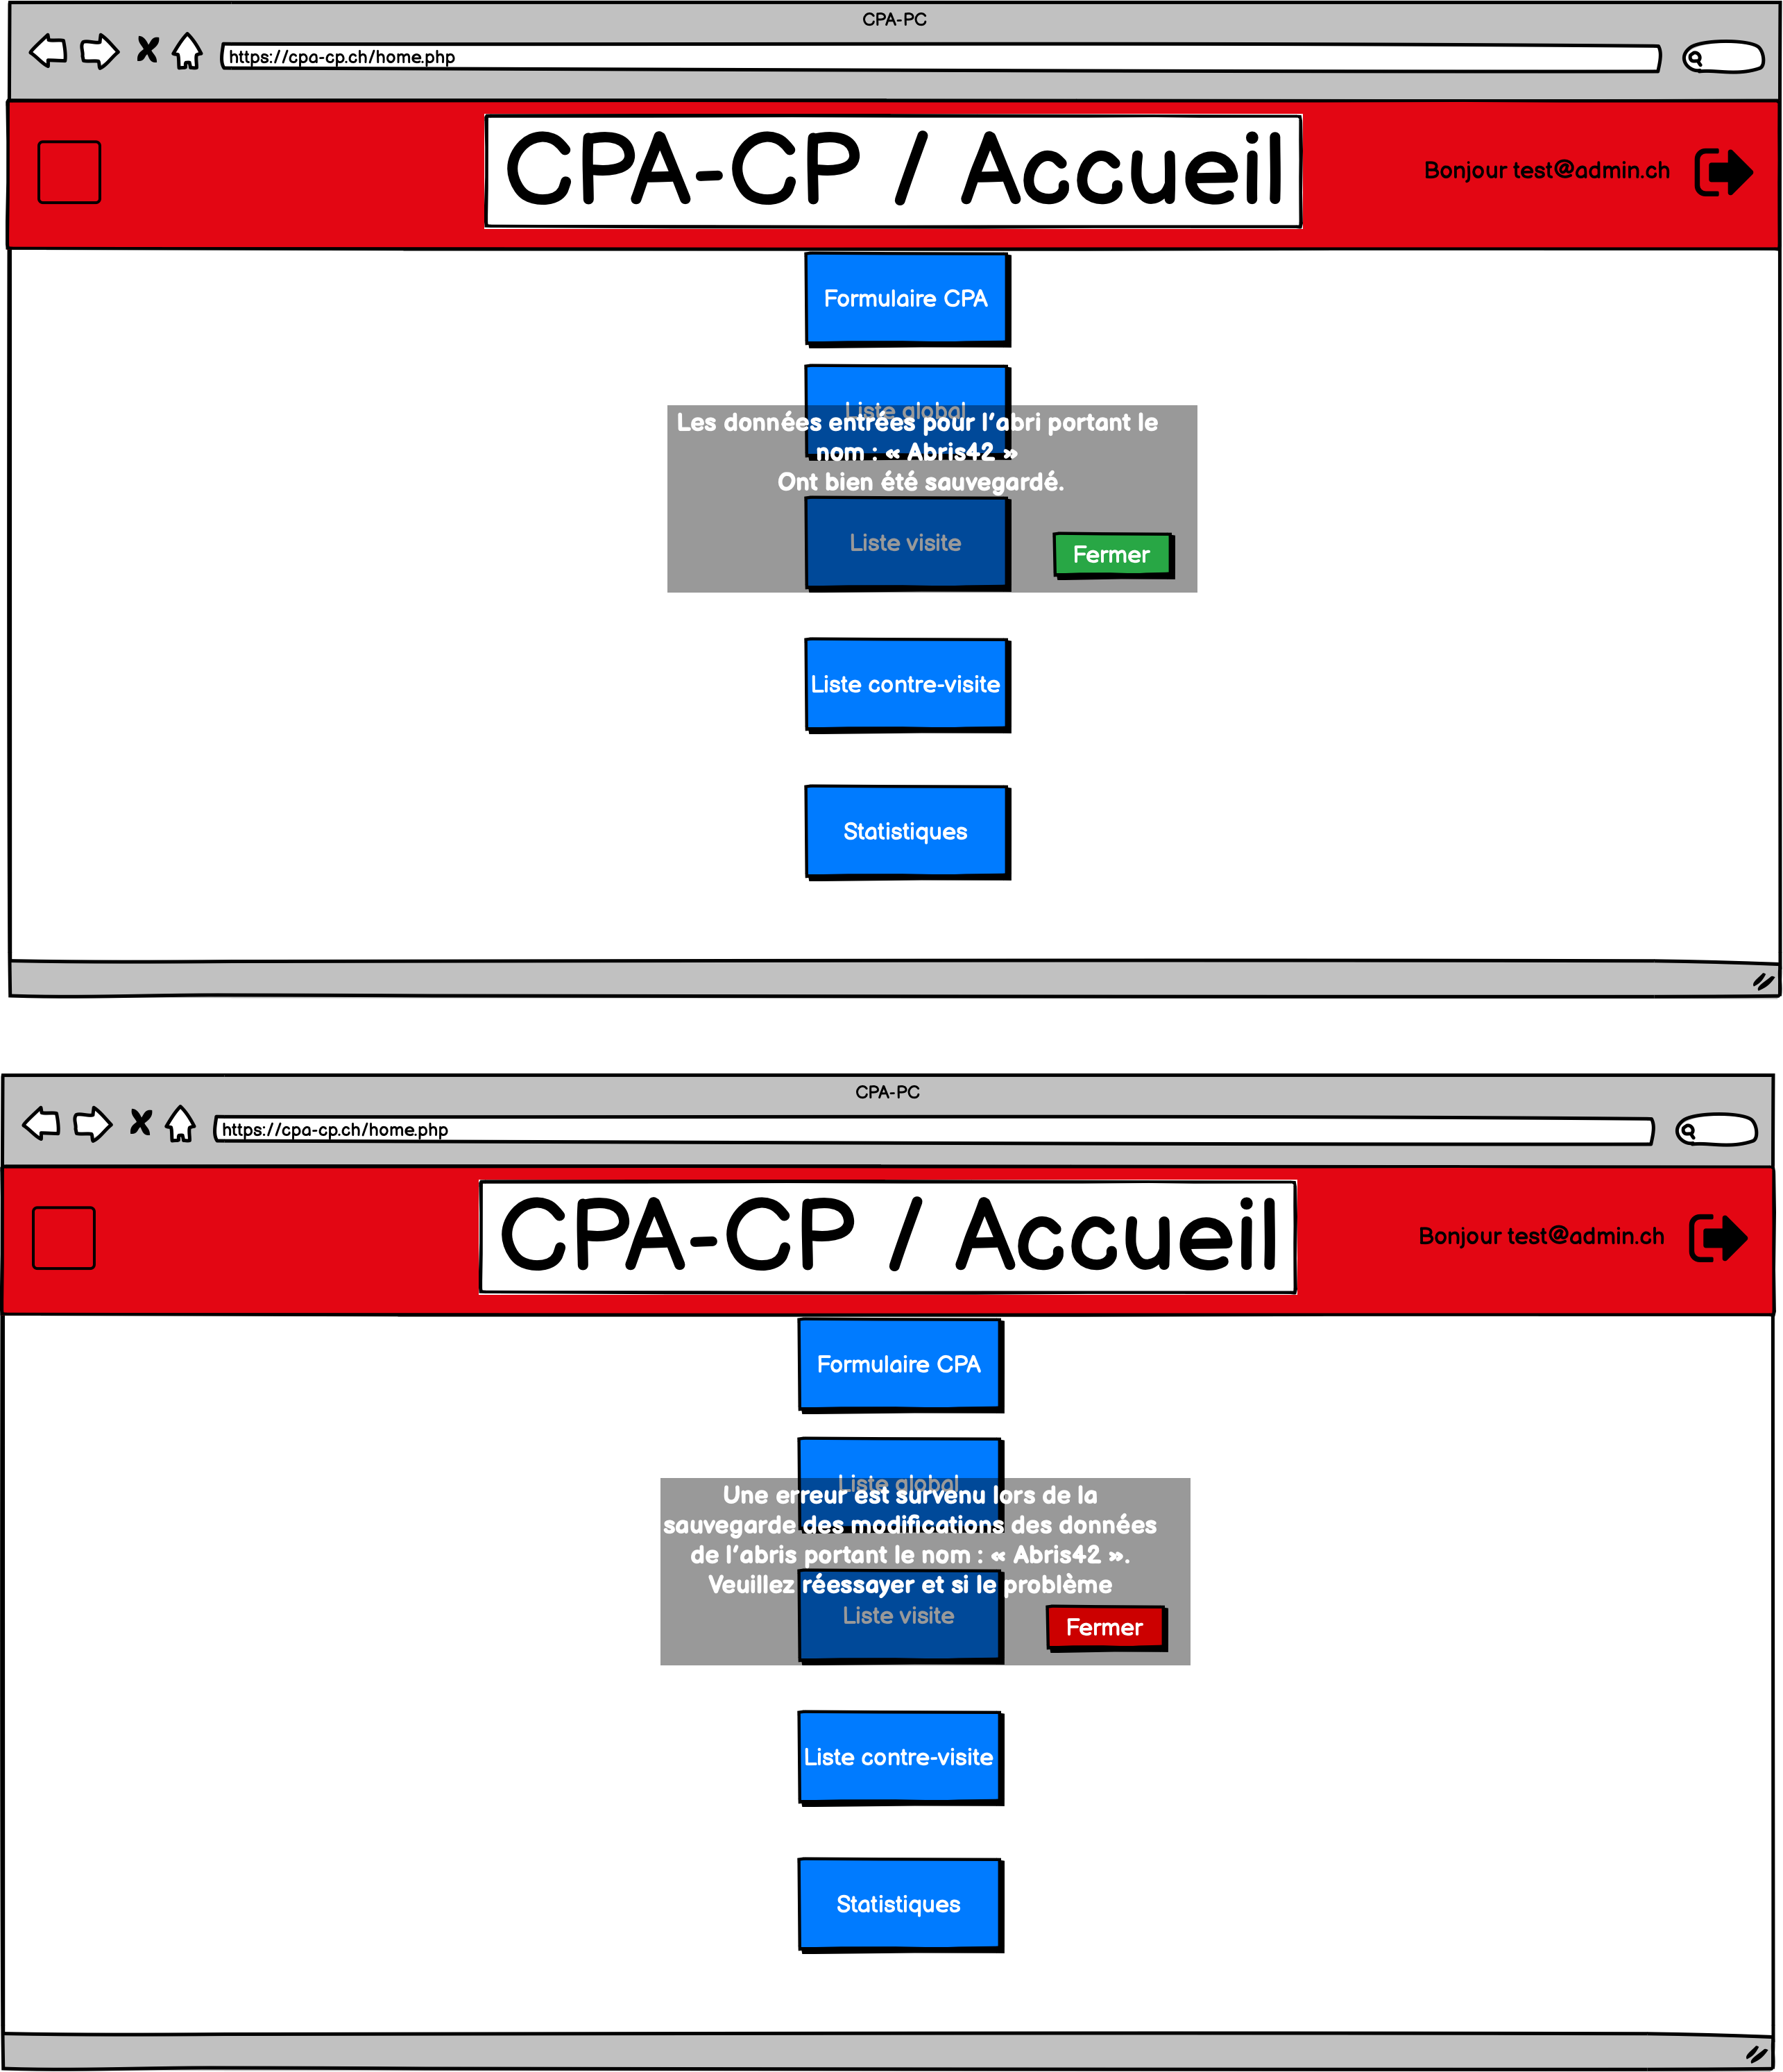 CPA-PC
https://cpa-cp.ch/home.php
CPA-CP / Accueil
Bonjour test@admin.ch
Formulaire CPA
Liste global
Les données entrées pour l'abri portant le
nom : « Abris42 »
Ont bien été sauvegardé.
Liste visite
Fermer
Liste contre-visite
Statistiques
CPA-PC
https://cpa-cp.ch/home.php
CPA-CP / Accueil
Bonjour test@admin.ch
Formulaire CPA
Liste global
Une erreur est survenu lors de la
sauvegarde des modifications des données
de l'abris portant le nom : « Abris42 ».
Veuillez réessayer et si le problème
Liste visite
Fermer
Liste contre-visite
Statistiques